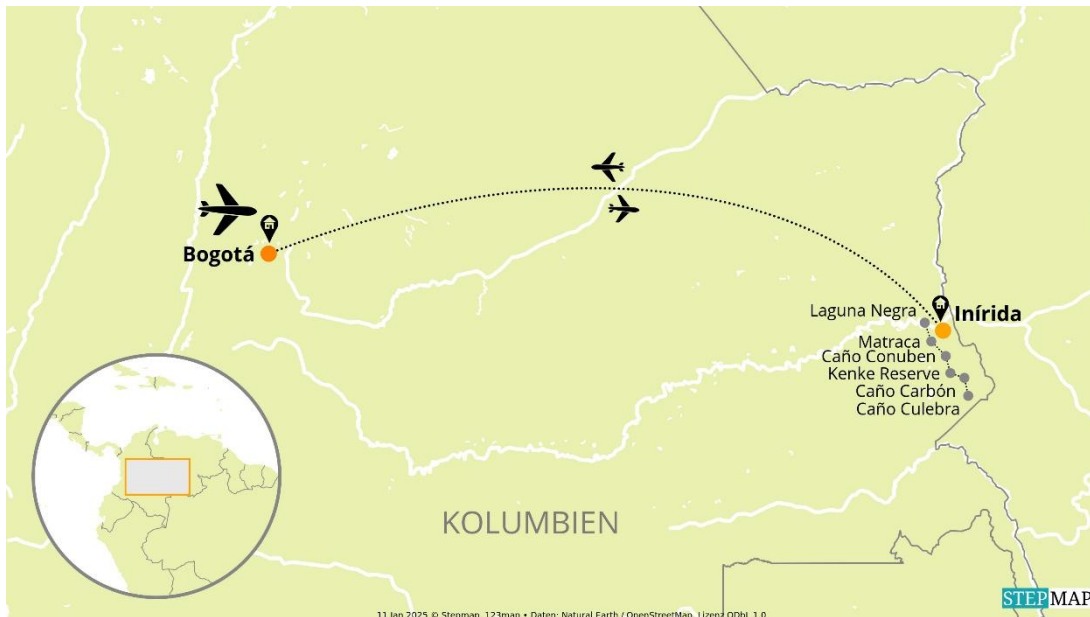 Bogotá
Inírida
Laguna Negra
Matraca
Caño Conuben
Kenke Reserve
Caño Carbón
Caño Culebra
KOLUMBIEN
STEPMAP
11 Jan 2025 © Stepmap, 123map • Daten: Natural Earth / OpenStreetMap, Lizenz ODbL 1.0